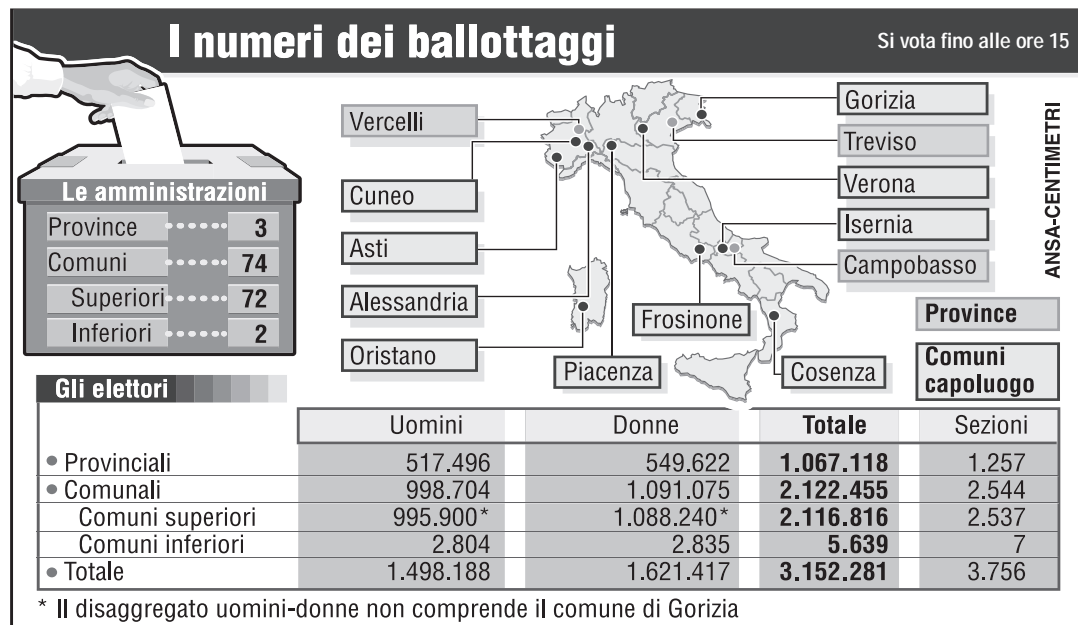 I numeri dei ballottaggi
Si vota fino alle ore 15
Le amministrazioni
Province 3
Comuni 74
Superiori 72
Inferiori 2
Vercelli
Cuneo
Asti
Alessandria
Oristano
Piacenza
Frosinone
Cosenza
Gorizia
Treviso
Verona
Isernia
Campobasso
Province
Comuni
capoluogo
ANSA-CENTIMETRI
Gli elettori
Uomini Donne Totale Sezioni
• Provinciali 517.496 549.622 1.067.118 1.257
• Comunali 998.704 1.091.075 2.122.455 2.544
Comuni superiori 995.900* 1.088.240* 2.116.816 2.537
Comuni inferiori 2.804 2.835 5.639 7
• Totale 1.498.188 1.621.417 3.152.281 3.756
* Il disaggregato uomini-donne non comprende il comune di Gorizia